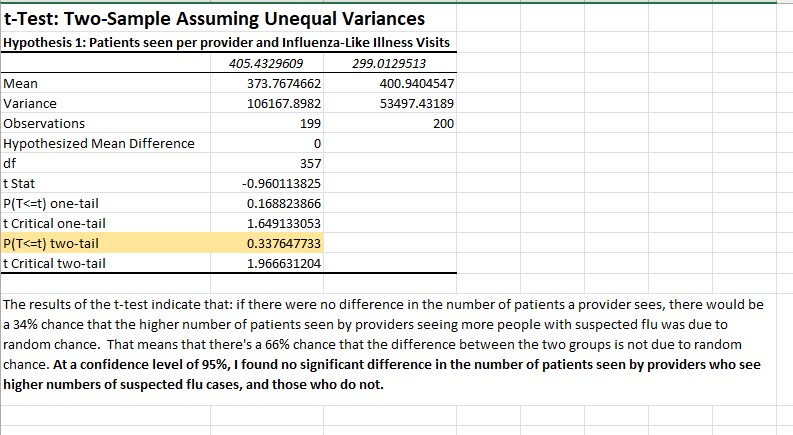 t-Test: Two-Sample Assuming Unequal Variances
Hypothesis 1: Patients seen per provider and Influenza-Like Illness Visits
405.4329609 299.0129513
Mean 373.7674662 400.9404547
Variance 106167.8982 53497.43189
Observations 199 200
Hypothesized Mean Difference 0
df 357
t Stat -0.960113825
P(T<=t) one-tail 0.168823866
t Critical one-tail 1.649133053
P(T<=t) two-tail 0.337647733
t Critical two-tail 1.966631204
The results of the t-test indicate that: if there were no difference in the number of patients a provider sees, there would be
a 34% chance that the higher number of patients seen by providers seeing more people with suspected flu was due to
random chance.  That means that there's a 66% chance that the difference between the two groups is not due to random
chance. At a confidence level of 95%, I found no significant difference in the number of patients seen by providers who see
higher numbers of suspected flu cases, and those who do not.